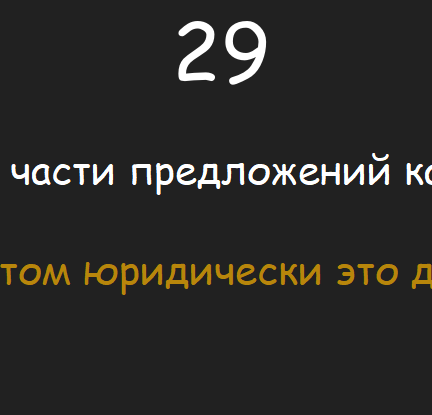 29
части предложений ко
том юридически это д